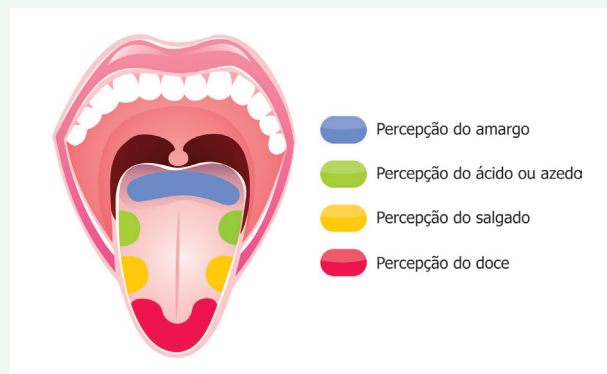 Percepção do amargo
Percepção do ácido ou azedo
Percepção do salgado
Percepção do doce